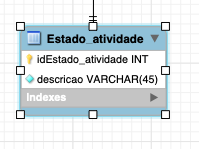 Estado_atividade
idEstado_atividade INT
descricao VARCHAR(45)
Indexes